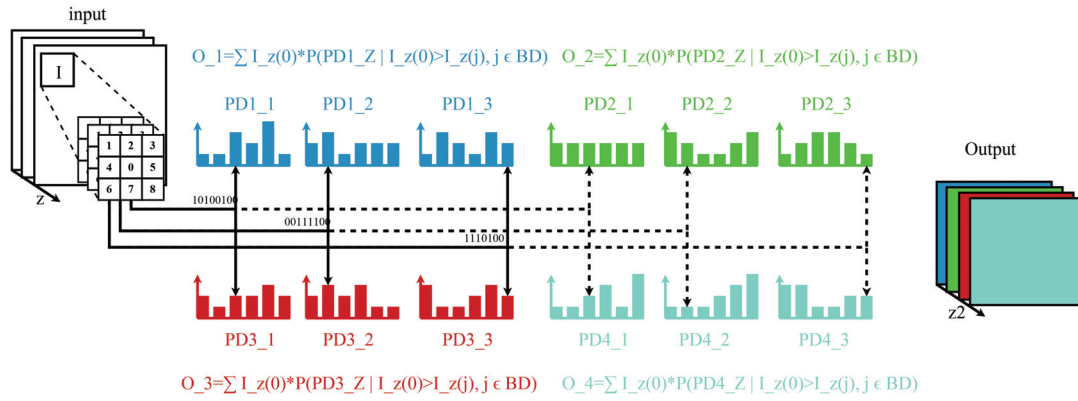 input
O_1=∑ I_z(0)*P(PD1_Z | I_z(0)>I_z(j), j ϵ BD)
O_2=∑ I_z(0)*P(PD2_Z | I_z(0)>I_z(j), j ϵ BD)
I
PD1_1
PD1_2
PD1_3
PD2_1
PD2_2
PD2_3
1 2 3
4 0 5
6 7 8
z
Output
10100100
00111100
1110100
z2
PD3_1
PD3_2
PD3_3
PD4_1
PD4_2
PD4_3
O_3=∑ I_z(0)*P(PD3_Z | I_z(0)>I_z(j), j ϵ BD)
O_4=∑ I_z(0)*P(PD4_Z | I_z(0)>I_z(j), j ϵ BD)